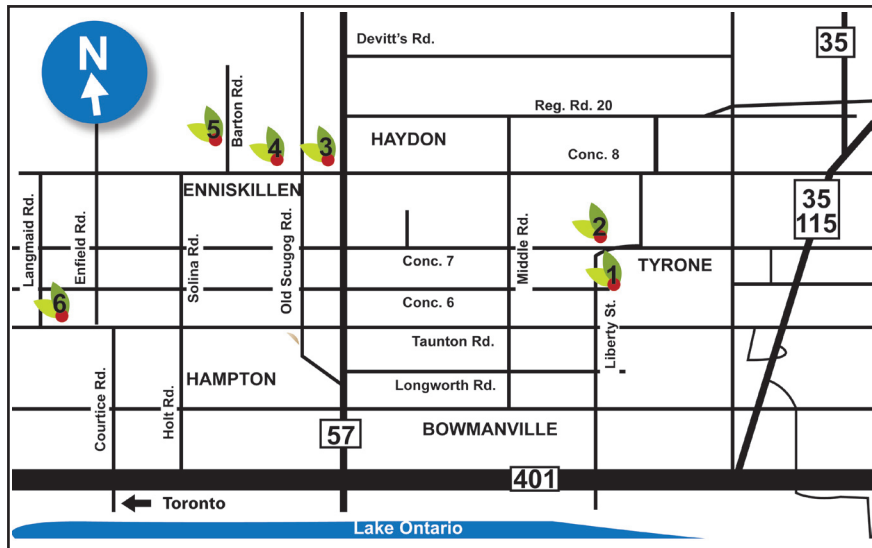 N
Devitt's Rd.
35
Reg. Rd. 20
5
Barton Rd.
4
3
HAYDON
Conc. 8
ENNISKILLEN
35
115
Langmaid Rd.
Enfield Rd.
Solina Rd.
Old Scugog Rd.
Middle Rd.
2
Conc. 7
TYRONE
1
6
Conc. 6
Liberty St.
Taunton Rd.
HAMPTON
Longworth Rd.
Courtice Rd.
Holt Rd.
57
BOWMANVILLE
401
Toronto
Lake Ontario